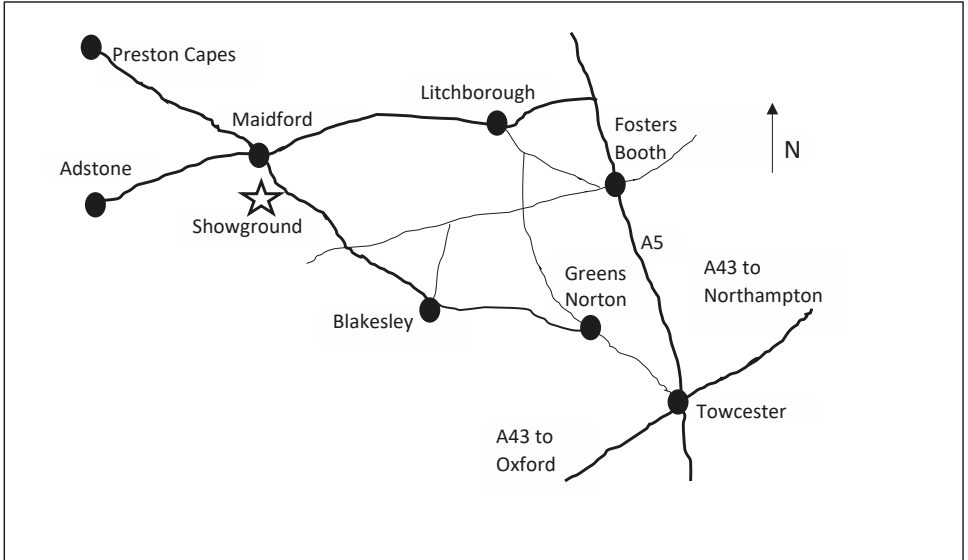 Preston Capes
Litchborough
Maidford
Fosters
Booth
N
Adstone
Showground
A5
A43 to
Northampton
Greens
Norton
Blakesley
Towcester
A43 to
Oxford